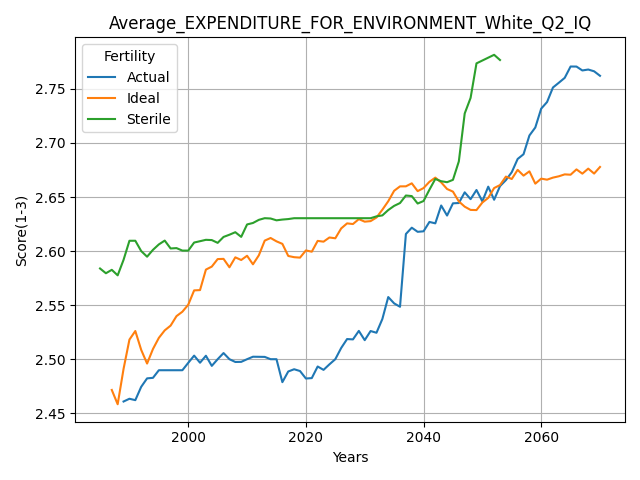 Average_EXPENDITURE_FOR_ENVIRONMENT_White_Q2_IQ
Fertility
Actual
Ideal
Sterile
Score(1-3)
2.75
2.70
2.65
2.60
2.55
2.50
2.45
2000 2020 2040 2060
Years